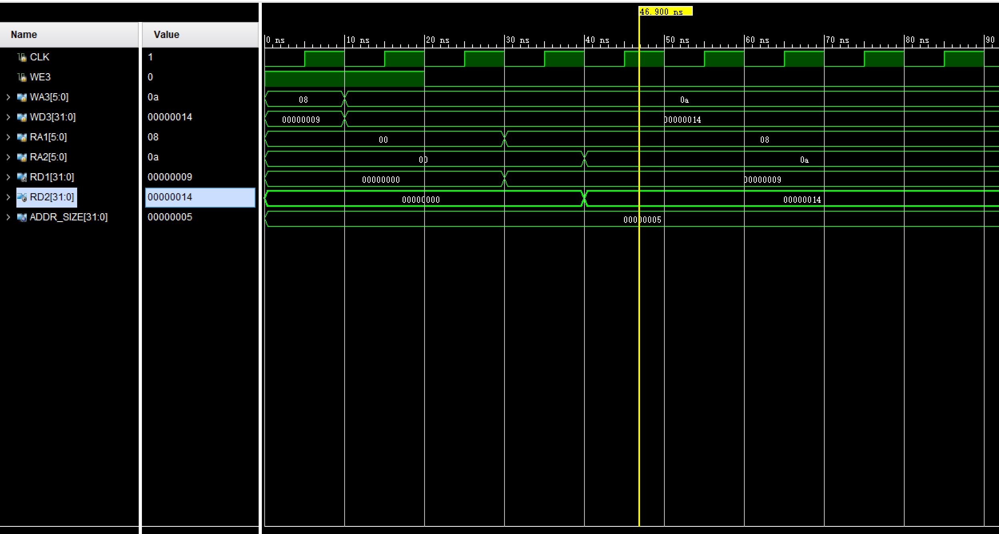 46.900 ns
Name Value 0 ns 10 ns 20 ns 30 ns 40 ns 50 ns 60 ns 70 ns 80 ns 90
CLK 1
WE3 0
WA3[5:0] 0a 08 0a
WD3[31:0] 00000014 00000009 00000014
RA1[5:0] 08 00 08
RA2[5:0] 0a 00 0a
RD1[31:0] 00000009 00000000 00000009
RD2[31:0] 00000014 00000000 00000014
ADDR_SIZE[31:0] 00000005 00000005